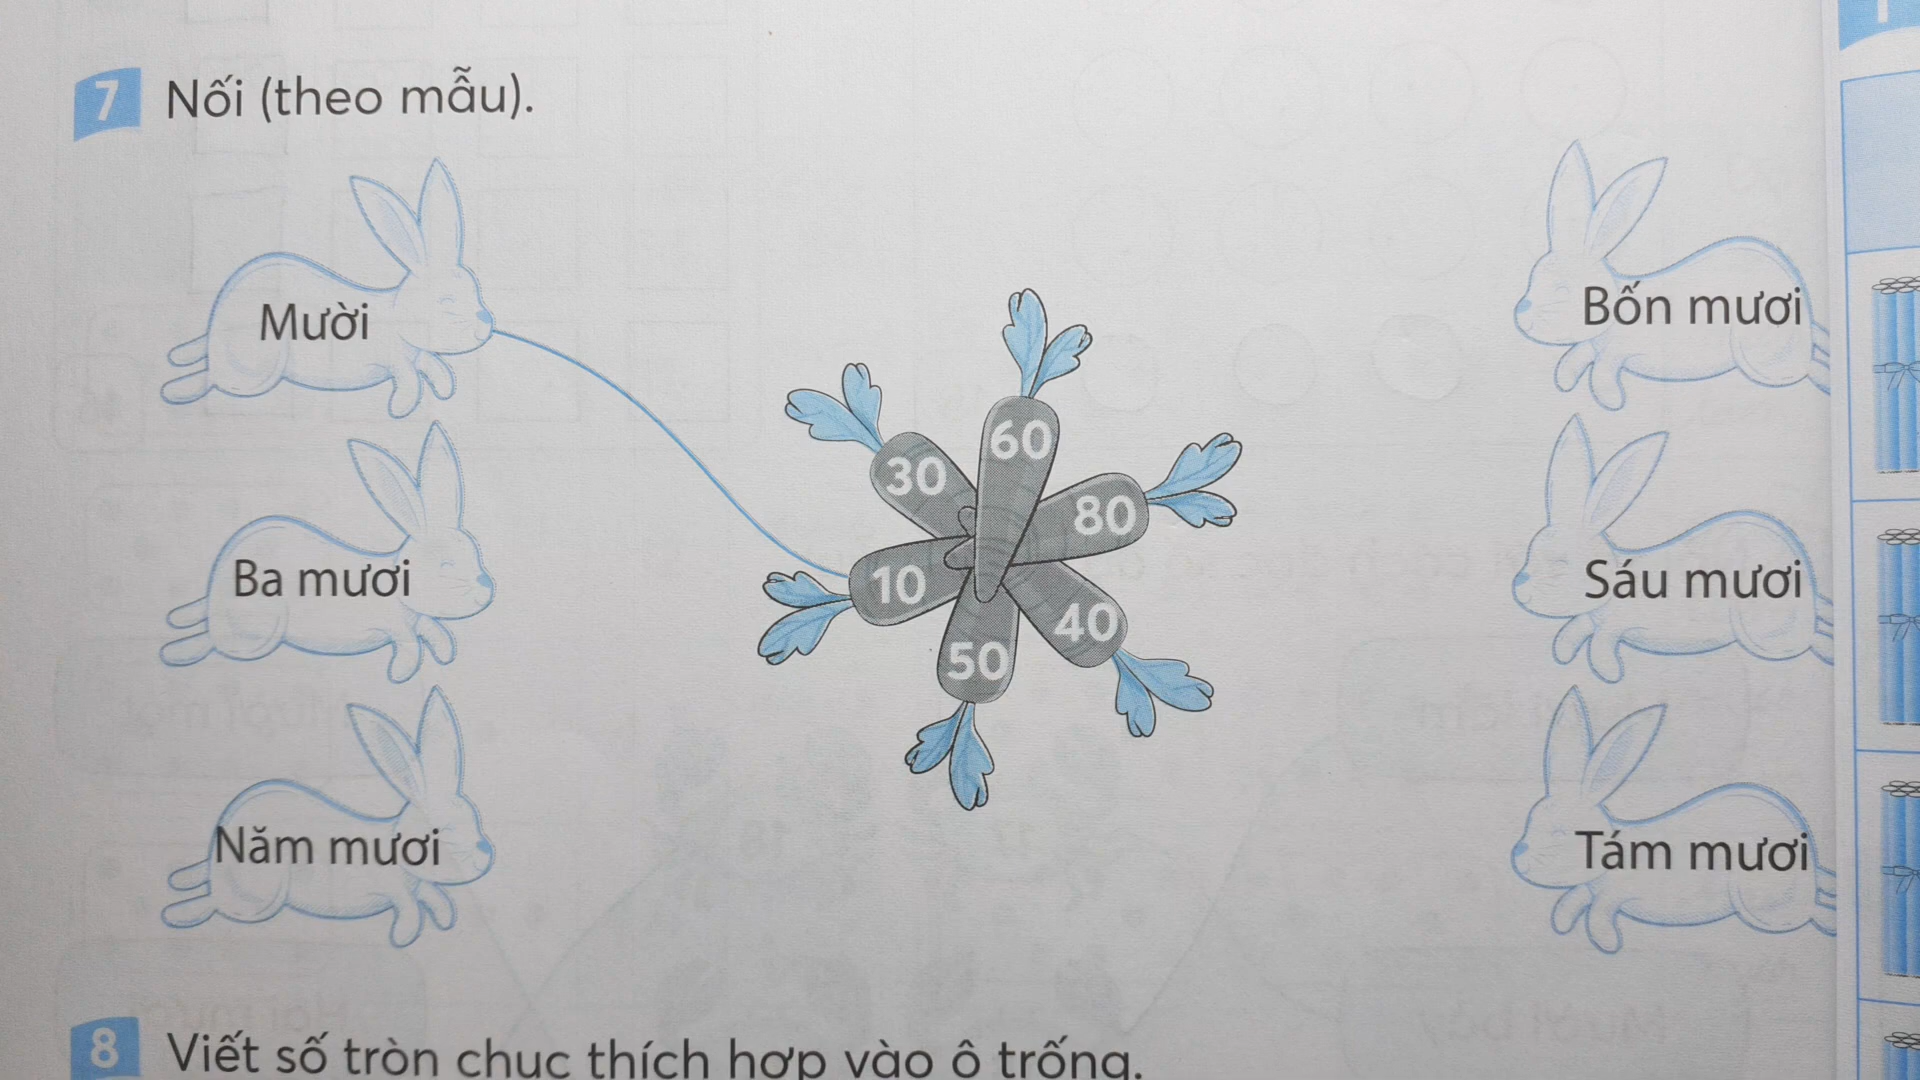 7 Nối (theo mẫu).
Mười
Bốn mươi
60
30
80
Ba mươi
10
Sáu mươi
40
50
Năm mươi
Tám mươi
8 Viết số tròn chục thích hợp vào ô trống.